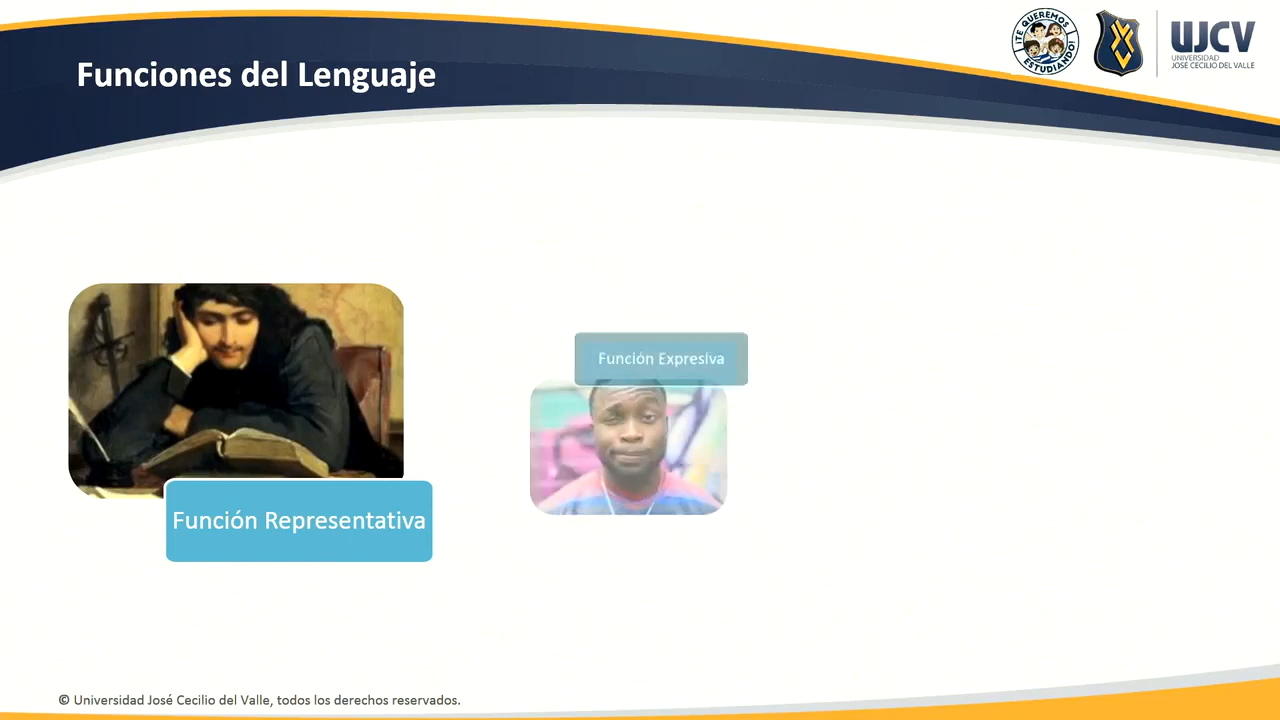 Funciones del Lenguaje
¡TE QUEREMOS ESTUDIANDO!
UJCV
UNIVERSIDAD
JOSÉ CECILIO DEL VALLE
Función Expresiva
Función Representativa
© Universidad José Cecilio del Valle, todos los derechos reservados.